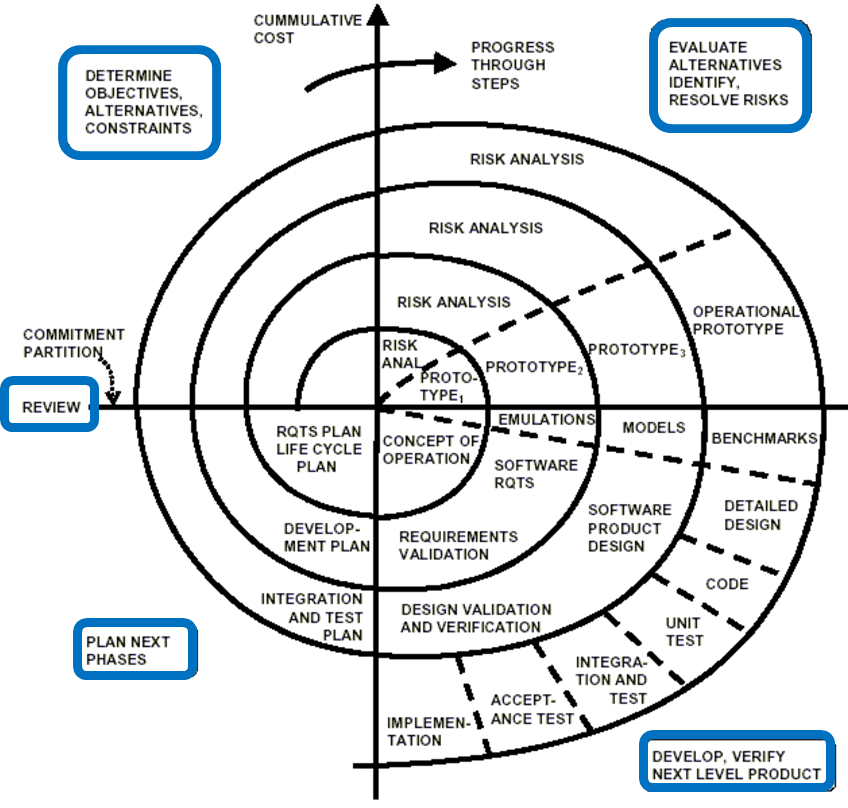 CUMMULATIVE
COST
PROGRESS
THROUGH
STEPS
DETERMINE
OBJECTIVES,
ALTERNATIVES,
CONSTRAINTS
EVALUATE
ALTERNATIVES
IDENTIFY,
RESOLVE RISKS
RISK ANALYSIS
RISK ANALYSIS
RISK ANALYSIS
RISK
ANAL.
OPERATIONAL
PROTOTYPE
PROTOTYPE3
PROTOTYPE2
PROTO-
TYPE1
COMMITMENT
PARTITION
REVIEW
RQTS PLAN
LIFE CYCLE
PLAN
CONCEPT OF
OPERATION
EMULATIONS
MODELS
BENCHMARKS
SOFTWARE
RQTS
SOFTWARE
PRODUCT
DESIGN
DETAILED
DESIGN
DEVELOP-
MENT PLAN
REQUIREMENTS
VALIDATION
CODE
INTEGRATION
AND TEST
PLAN
DESIGN VALIDATION
AND VERIFICATION
UNIT
TEST
INTEGRA-
TION AND
TEST
ACCEPT-
ANCE TEST
IMPLEMEN-
TATION
PLAN NEXT
PHASES
DEVELOP, VERIFY
NEXT LEVEL PRODUCT